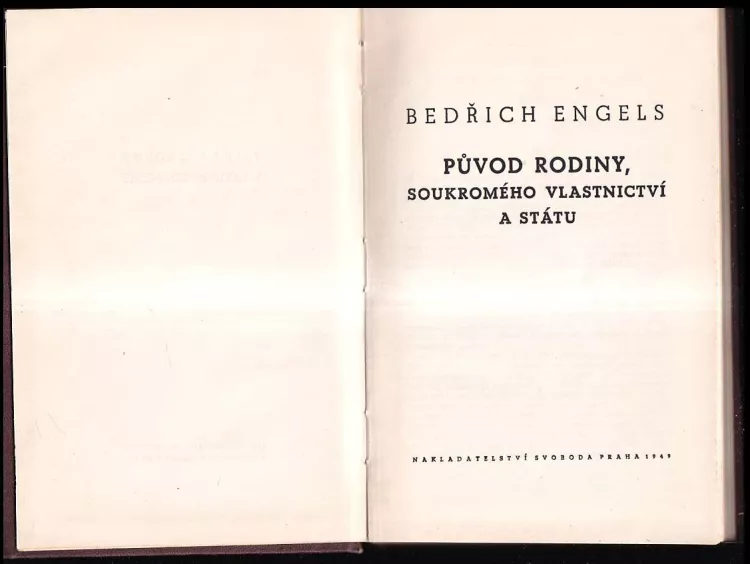 BEDŘICH ENGELS
PŮVOD RODINY,
SOUKROMÉHO VLASTNICTVÍ
A STÁTU
NAKLADATELSTVÍ SVOBODA PRAHA 1949